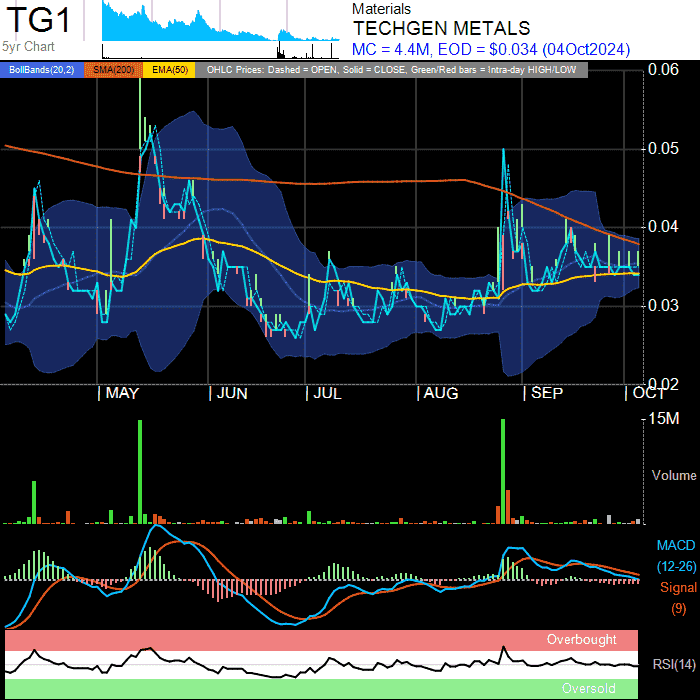 TG1
5yr Chart
Materials
TECHGEN METALS
MC = 4.4M, EOD = $0.034 (04Oct2024)
BollBands(20,2) SMA(200) EMA(50) OHLC Prices: Dashed = OPEN, Solid = CLOSE, Green/Red bars = Intra-day HIGH/LOW
0.06
0.05
0.04
0.03
0.02
MAY JUN JUL AUG SEP OCT
15M
Volume
MACD
(12-26)
Signal
(9)
Overbought
RSI(14)
Oversold